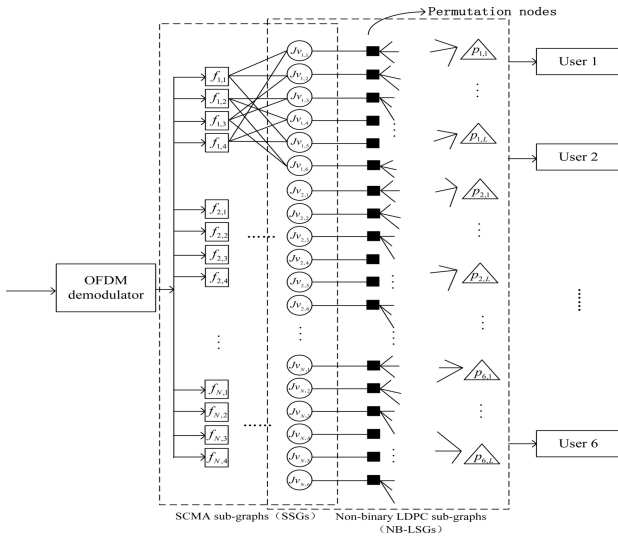 Permutation nodes
f1,1
f1,2
f1,3
f1,4
f2,1
f2,2
f2,3
f2,4
fN,1
fN,2
fN,3
fN,4
Jv1,1
Jv1,2
Jv1,3
Jv1,4
Jv1,5
Jv1,6
Jv2,1
Jv2,2
Jv2,3
Jv2,4
Jv2,5
Jv2,6
JvN,1
JvN,2
JvN,3
JvN,4
JvN,5
JvN,6
p1,1
p1,L
p2,1
p2,L
p6,1
p6,L
User 1
User 2
User 6
OFDM
demodulator
SCMA sub-graphs（SSGs）
Non-binary LDPC sub-graphs
（NB-LSGs）